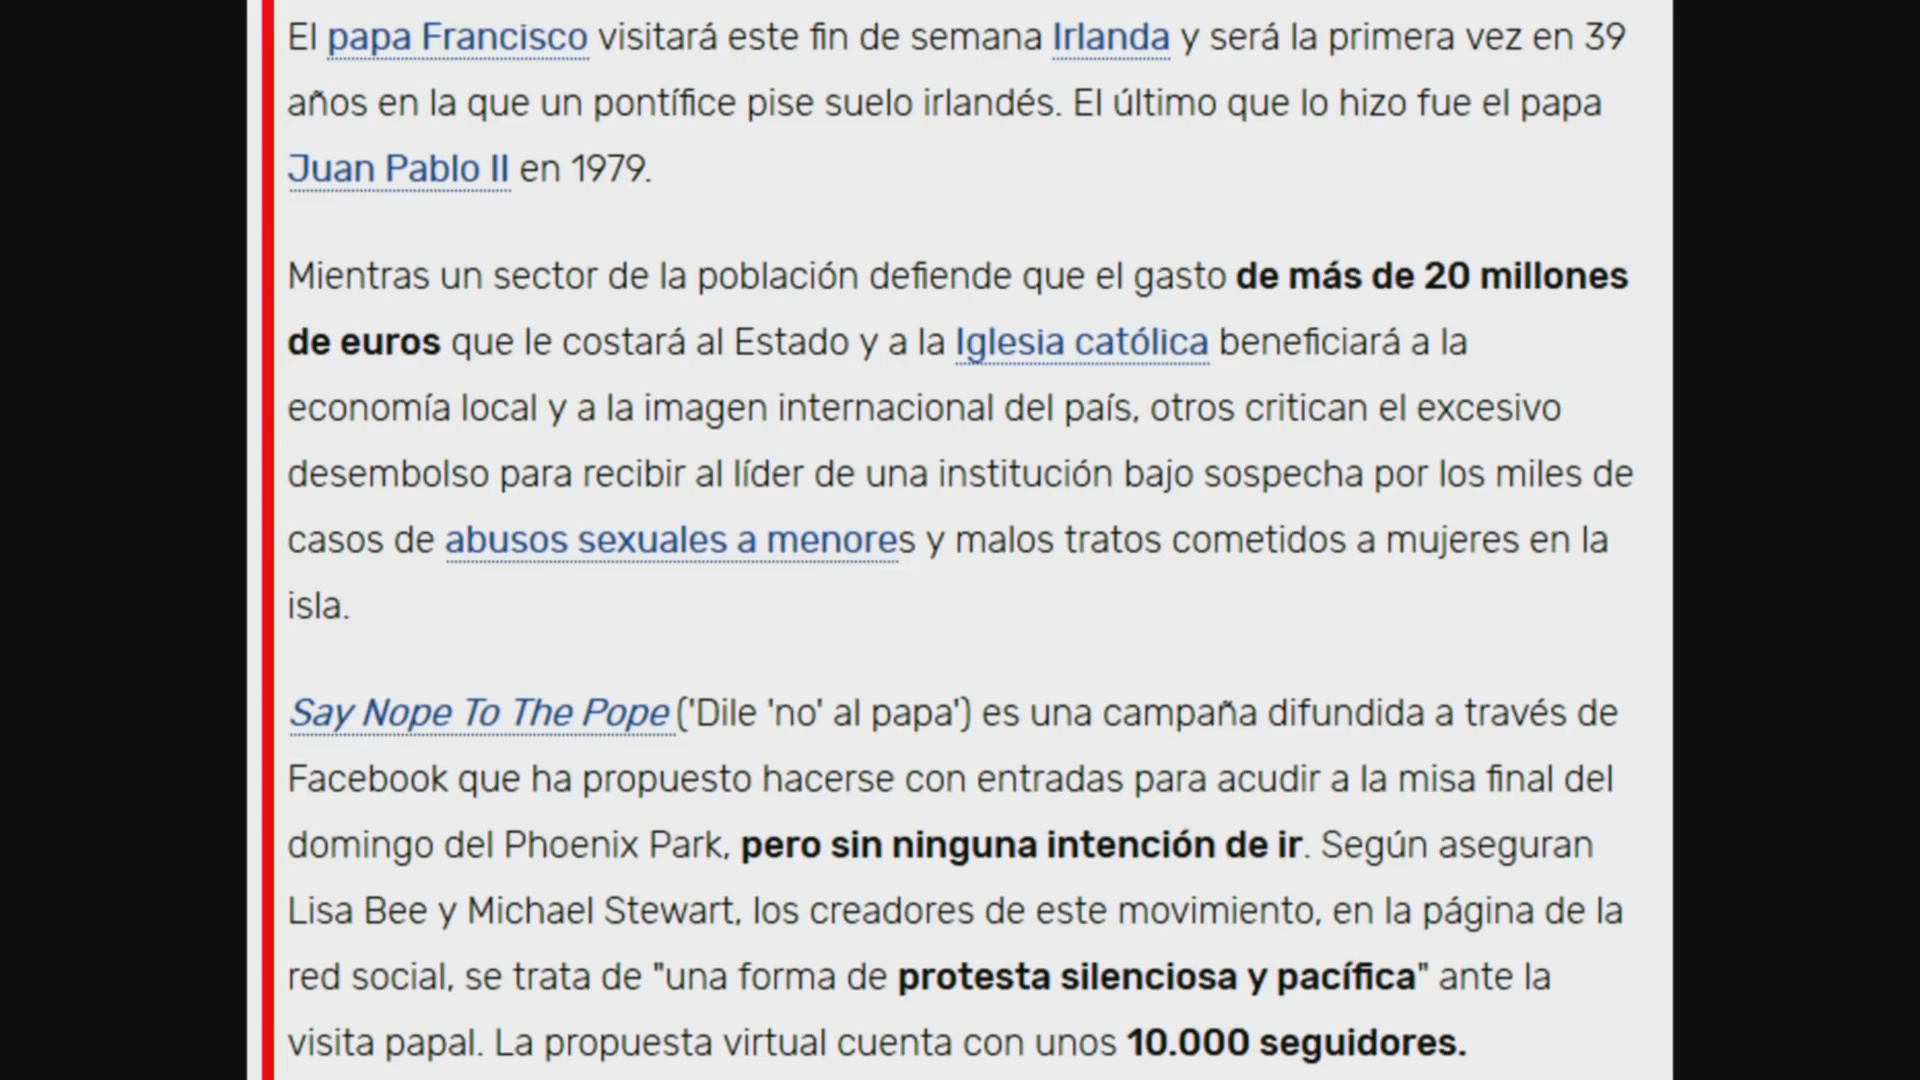 El papa Francisco visitará este fin de semana Irlanda y será la primera vez en 39
años en la que un pontífice pise suelo irlandés. El último que lo hizo fue el papa
Juan Pablo II en 1979.
Mientras un sector de la población defiende que el gasto de más de 20 millones
de euros que le costará al Estado y a la Iglesia católica beneficiará a la
economía local y a la imagen internacional del país, otros critican el excesivo
desembolso para recibir al líder de una institución bajo sospecha por los miles de
casos de abusos sexuales a menores y malos tratos cometidos a mujeres en la
isla.
Say Nope To The Pope ('Dile 'no' al papa') es una campaña difundida a través de
Facebook que ha propuesto hacerse con entradas para acudir a la misa final del
domingo del Phoenix Park, pero sin ninguna intención de ir. Según aseguran
Lisa Bee y Michael Stewart, los creadores de este movimiento, en la página de la
red social, se trata de "una forma de protesta silenciosa y pacífica" ante la
visita papal. La propuesta virtual cuenta con unos 10.000 seguidores.